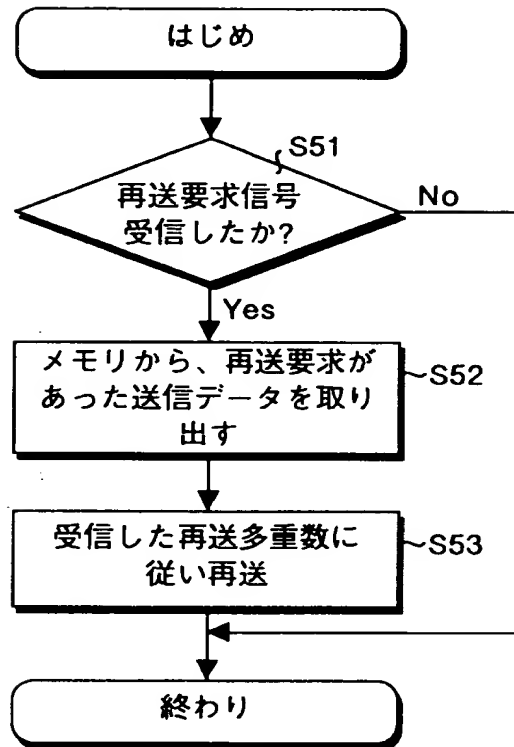 はじめ
S51
再送要求信号
受信したか?
No
Yes
メモリから、再送要求が
あった送信データを取り
出す
S52
受信した再送多重数に
従い再送
S53
終わり